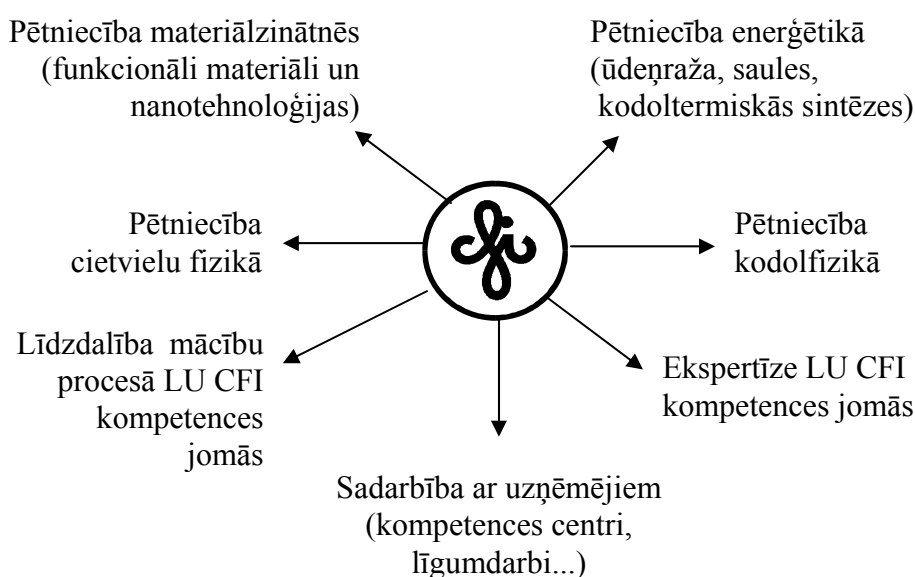 Pētniecība materiālzinātnēs
(funkcionāli materiāli un
nanotehnoloģijas)
Pētniecība enerģētikā
(ūdeņraža, saules,
kodoltermiskās sintēzes)
Pētniecība
cietvielu fizikā
cfi
Pētniecība
kodolfizikā
Līdzdalība mācību
procesā LU CFI
kompetences
jomās
Ekspertīze LU CFI
kompetences jomās
Sadarbība ar uzņēmējiem
(kompetences centri,
līgumdarbi...)